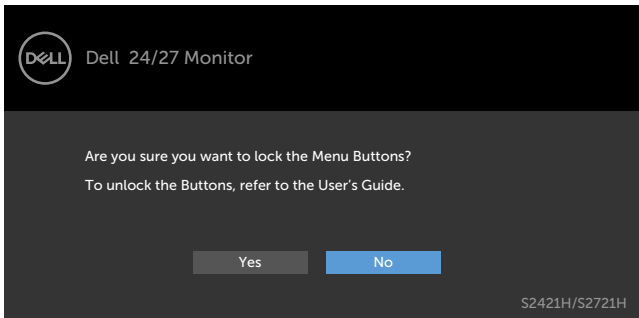 DELL
Dell 24/27 Monitor
Are you sure you want to lock the Menu Buttons?
To unlock the Buttons, refer to the User's Guide.
Yes No
S2421H/S2721H